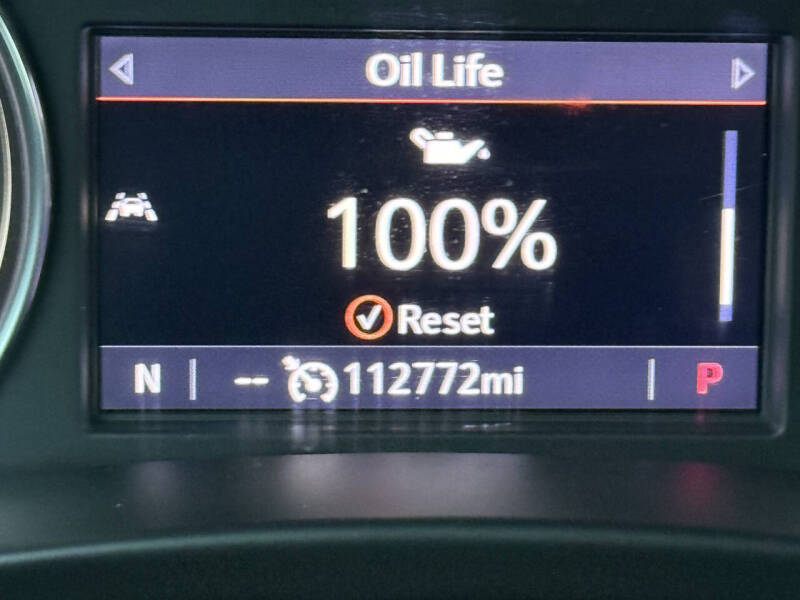 Oil Life
100%
Reset
N -- 112772mi P